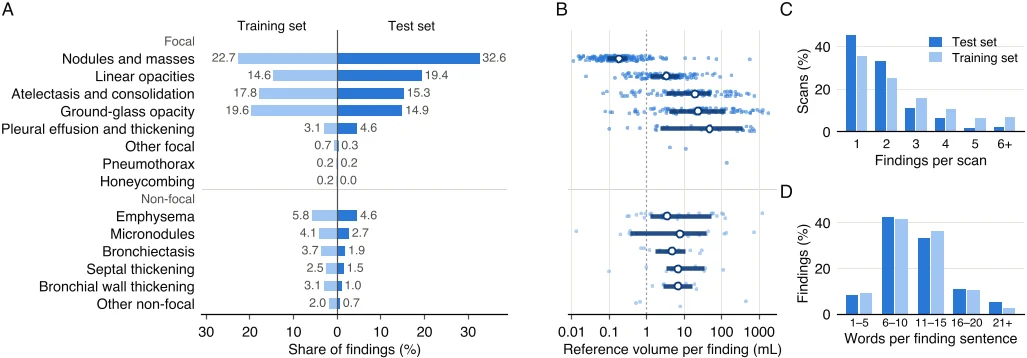 A
Training set
Test set
Focal
Nodules and masses 22.7 32.6
Linear opacities 14.6 19.4
Atelectasis and consolidation 17.8 15.3
Ground-glass opacity 19.6 14.9
Pleural effusion and thickening 3.1 4.6
Other focal 0.7 0.3
Pneumothorax 0.2 0.2
Honeycombing 0.2 0.0
Non-focal
Emphysema 5.8 4.6
Micronodules 4.1 2.7
Bronchiectasis 3.7 1.9
Septal thickening 2.5 1.5
Bronchial wall thickening 3.1 1.0
Other non-focal 2.0 0.7
30 20 10 0 10 20 30
Share of findings (%)
B
0.01 0.1 1 10 100 1000
Reference volume per finding (mL)
C
Test set
Training set
Scans (%)
40
20
0
1 2 3 4 5 6+
Findings per scan
D
Findings (%)
40
20
0
1–5 6–10 11–15 16–20 21+
Words per finding sentence